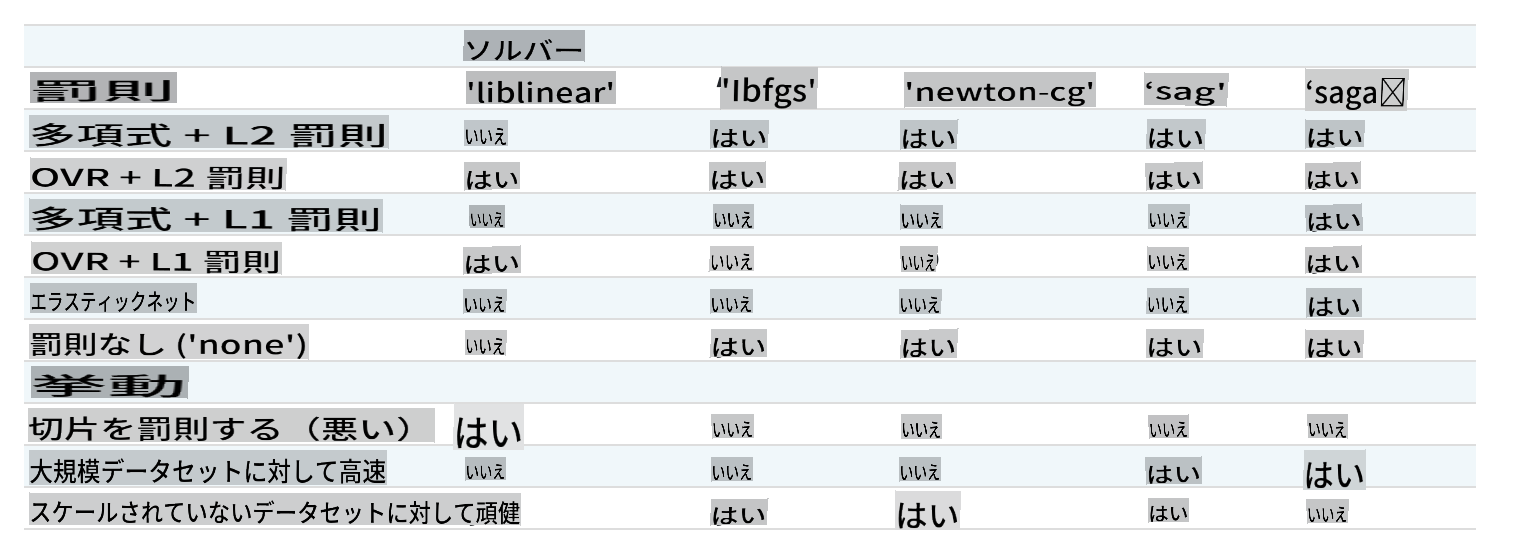 ソルバー
罰則 'liblinear' “'Ibfgs' 'newton-cg' ‘sag' ‘saga
多項式 + L2 罰則 いいえ はい はい はい はい
OVR + L2 罰則 はい はい はい はい はい
多項式 + L1 罰則 いいえ いいえ いいえ いいえ はい
OVR + L1 罰則 はい いいえ いいえ いいえ はい
エラスティックネット いいえ いいえ いいえ いいえ はい
罰則なし ('none') いいえ はい はい はい はい
挙動
切片を罰則する（悪い） はい いいえ いいえ いいえ いいえ
大規模データセットに対して高速 いいえ いいえ いいえ はい はい
スケールされていないデータセットに対して頑健 はい はい はい いいえ